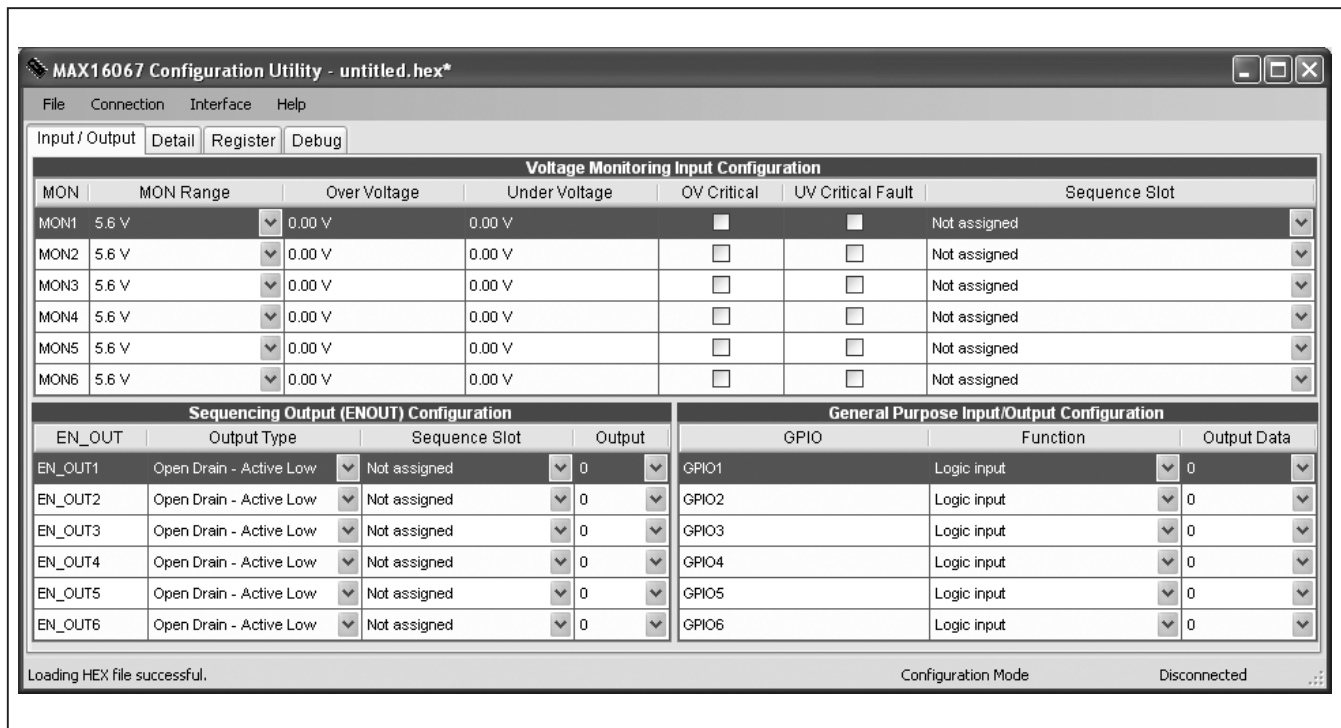 MAX16067 Configuration Utility - untitled.hex*
File Connection Interface Help
Input / Output Detail Register Debug
Voltage Monitoring Input Configuration
MON MON Range Over Voltage Under Voltage OV Critical UV Critical Fault Sequence Slot
MON1 5.6 V 0.00 V 0.00 V Not assigned
MON2 5.6 V 0.00 V 0.00 V Not assigned
MON3 5.6 V 0.00 V 0.00 V Not assigned
MON4 5.6 V 0.00 V 0.00 V Not assigned
MON5 5.6 V 0.00 V 0.00 V Not assigned
MON6 5.6 V 0.00 V 0.00 V Not assigned
Sequencing Output (ENOUT) Configuration General Purpose Input/Output Configuration
EN_OUT Output Type Sequence Slot Output GPIO Function Output Data
EN_OUT1 Open Drain - Active Low Not assigned 0 GPIO1 Logic input 0
EN_OUT2 Open Drain - Active Low Not assigned 0 GPIO2 Logic input 0
EN_OUT3 Open Drain - Active Low Not assigned 0 GPIO3 Logic input 0
EN_OUT4 Open Drain - Active Low Not assigned 0 GPIO4 Logic input 0
EN_OUT5 Open Drain - Active Low Not assigned 0 GPIO5 Logic input 0
EN_OUT6 Open Drain - Active Low Not assigned 0 GPIO6 Logic input 0
Loading HEX file successful. Configuration Mode Disconnected